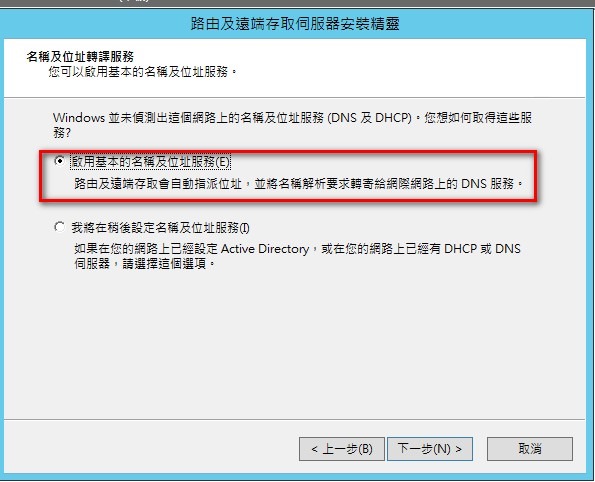 路由及遠端存取伺服器安裝精靈
名稱及位址轉譯服務
您可以啟用基本的名稱及位址服務。
Windows 並未偵測出這個網路上的名稱及位址服務 (DNS 及 DHCP)。您想如何取得這些服
務?
啟用基本的名稱及位址服務(E)
路由及遠端存取會自動指派位址，並將名稱解析要求轉寄給網際網路上的 DNS 服務。
我將在稍後設定名稱及位址服務(I)
如果在您的網路上已經設定 Active Directory，或在您的網路上已經有 DHCP 或 DNS
伺服器，請選擇這個選項。
< 上一步(B) 下一步(N) > 取消